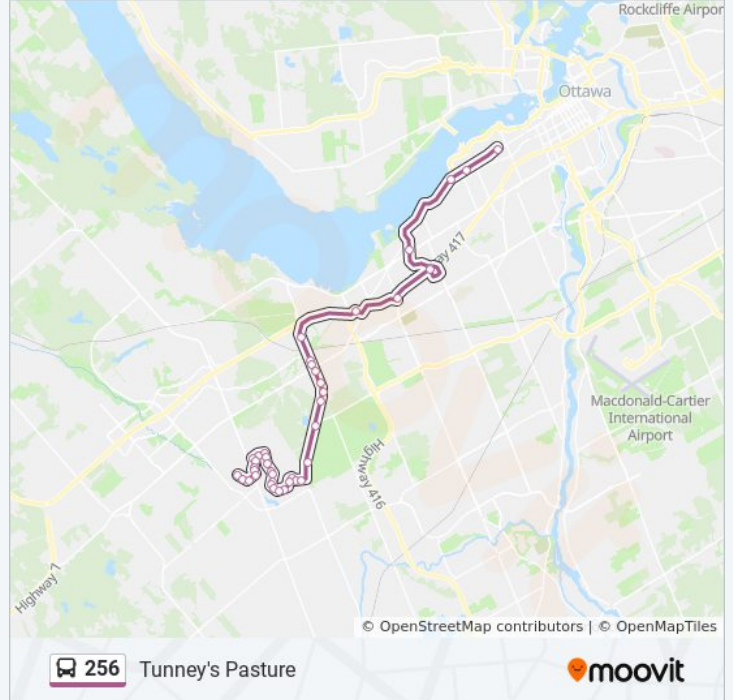 Rockcliffe Airpor
Ottawa
ay 417
Macdonald-Cartier
International
Airport
Highway 416
Highway 7
© OpenStreetMap contributors | © OpenMapTiles
256 Tunney's Pasture
moovit